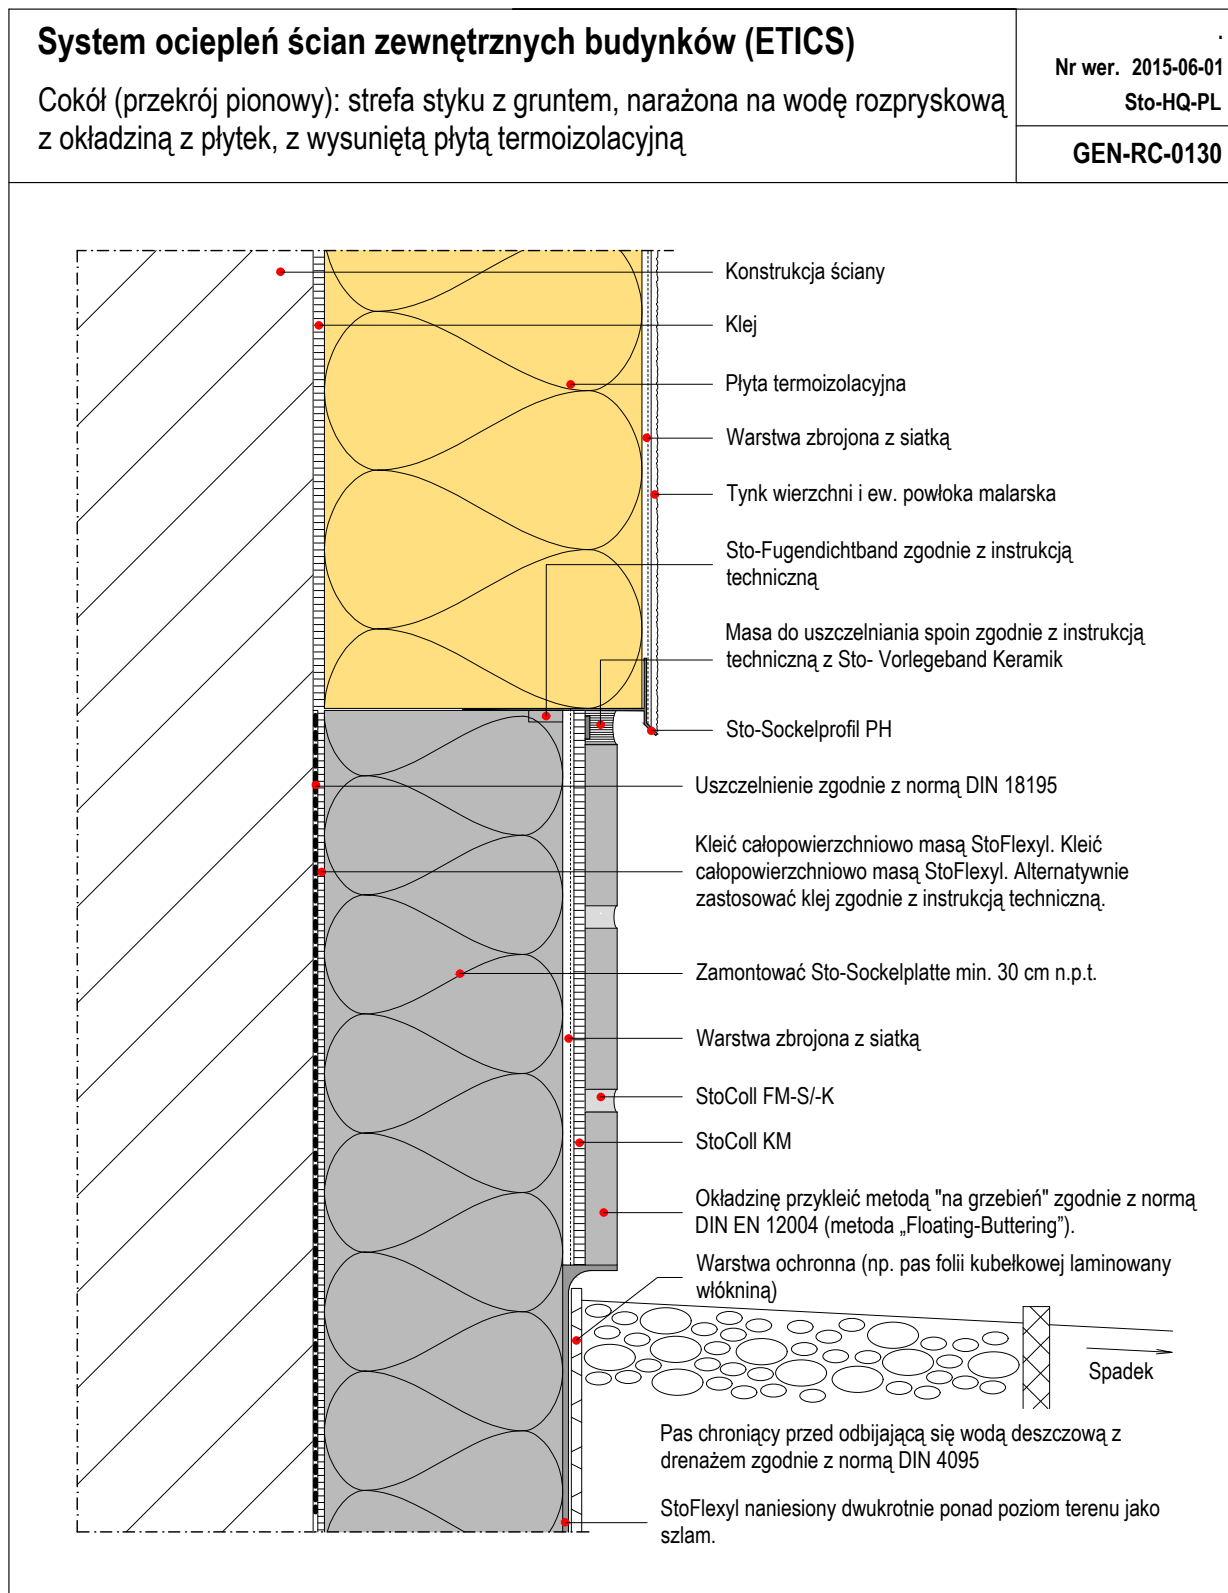 System ociepleń ścian zewnętrznych budynków (ETICS)
Cokół (przekrój pionowy): strefa styku z gruntem, narażona na wodę rozpryskową
z okładziną z płytek, z wysuniętą płytą termoizolacyjną
.
Nr wer. 2015-06-01
Sto-HQ-PL
GEN-RC-0130
Konstrukcja ściany
Klej
Płyta termoizolacyjna
Warstwa zbrojona z siatką
Tynk wierzchni i ew. powłoka malarska
Sto-Fugendichtband zgodnie z instrukcją
techniczną
Masa do uszczelniania spoin zgodnie z instrukcją
techniczną z Sto- Vorlegeband Keramik
Sto-Sockelprofil PH
Uszczelnienie zgodnie z normą DIN 18195
Kleić całopowierzchniowo masą StoFlexyl. Kleić
całopowierzchniowo masą StoFlexyl. Alternatywnie
zastosować klej zgodnie z instrukcją techniczną.
Zamontować Sto-Sockelplatte min. 30 cm n.p.t.
Warstwa zbrojona z siatką
StoColl FM-S/-K
StoColl KM
Okładzinę przykleić metodą "na grzebień" zgodnie z normą
DIN EN 12004 (metoda „Floating-Buttering”).
Warstwa ochronna (np. pas folii kubełkowej laminowany
włókniną)
Spadek
Pas chroniący przed odbijającą się wodą deszczową z
drenażem zgodnie z normą DIN 4095
StoFlexyl naniesiony dwukrotnie ponad poziom terenu jako
szlam.